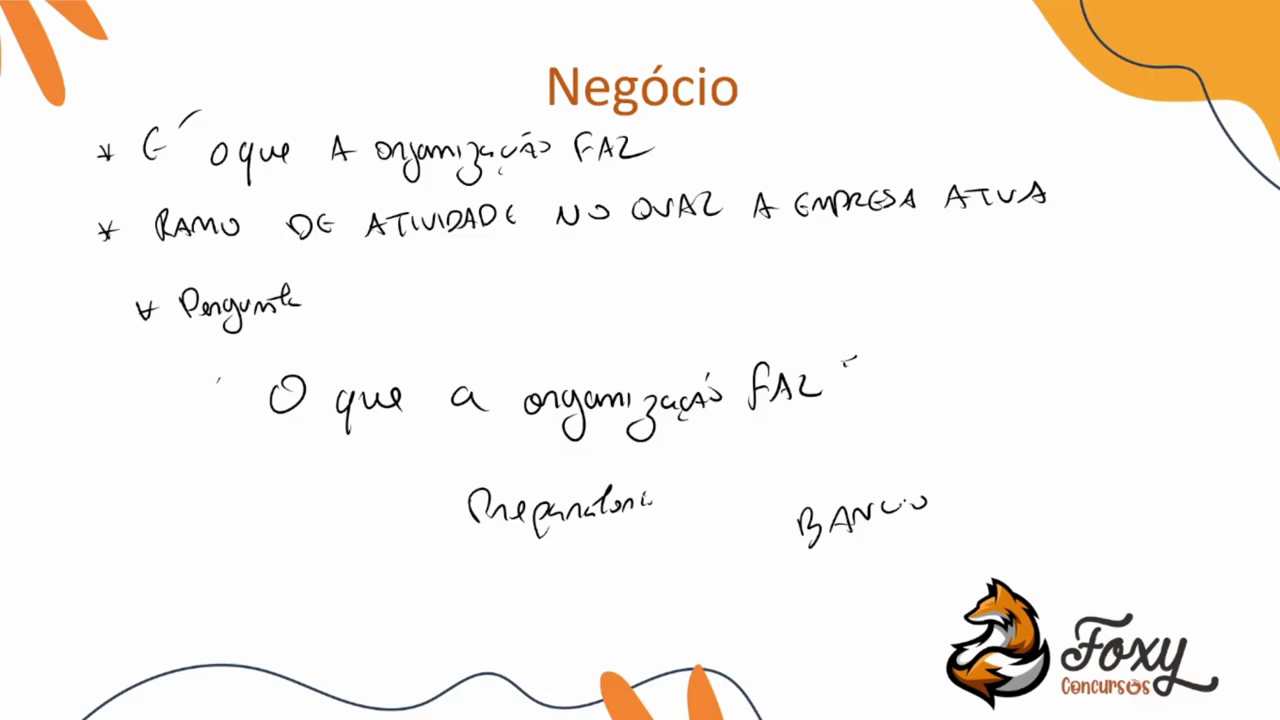 Negócio
* É o que A organização FAZ
* RAMO DE ATIVIDADE NO QUAL A EMPRESA ATUA
* Pergunta
O que a organização FAZ
Preparatório BANCO
Foxy
Concursos